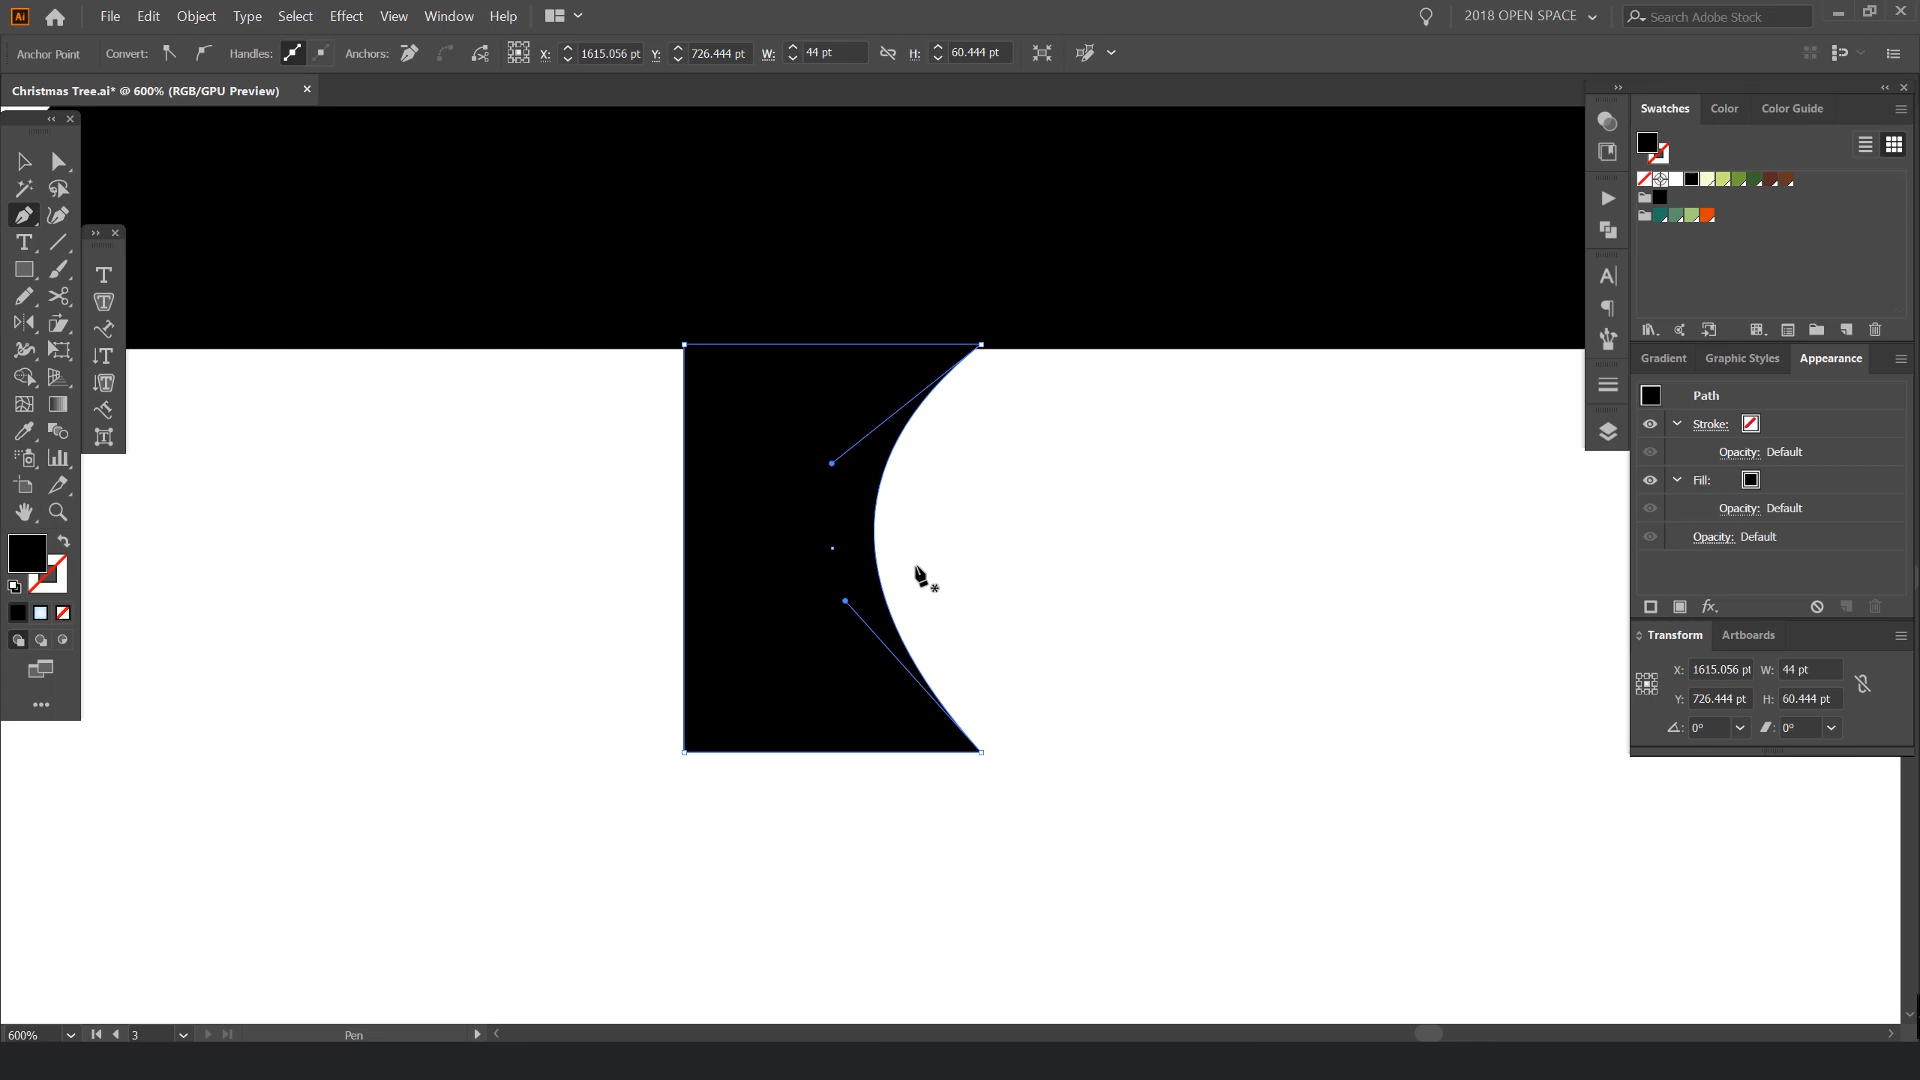 Ai File Edit Object Type Select Effect View Window Help 2018 OPEN SPACE Search Adobe Stock
Anchor Point Convert: Handles: Anchors: X: 1615.056 pt Y: 726.444 pt W: 44 pt H: 60.444 pt
Christmas Tree.ai* @ 600% (RGB/GPU Preview)
Swatches Color Color Guide
Gradient Graphic Styles Appearance
Path
Stroke:
Opacity: Default
Fill:
Opacity: Default
Opacity: Default
fx.
Transform Artboards
X: 1615.056 pt W: 44 pt
Y: 726.444 pt H: 60.444 pt
0° 0°
600% 3 Pen